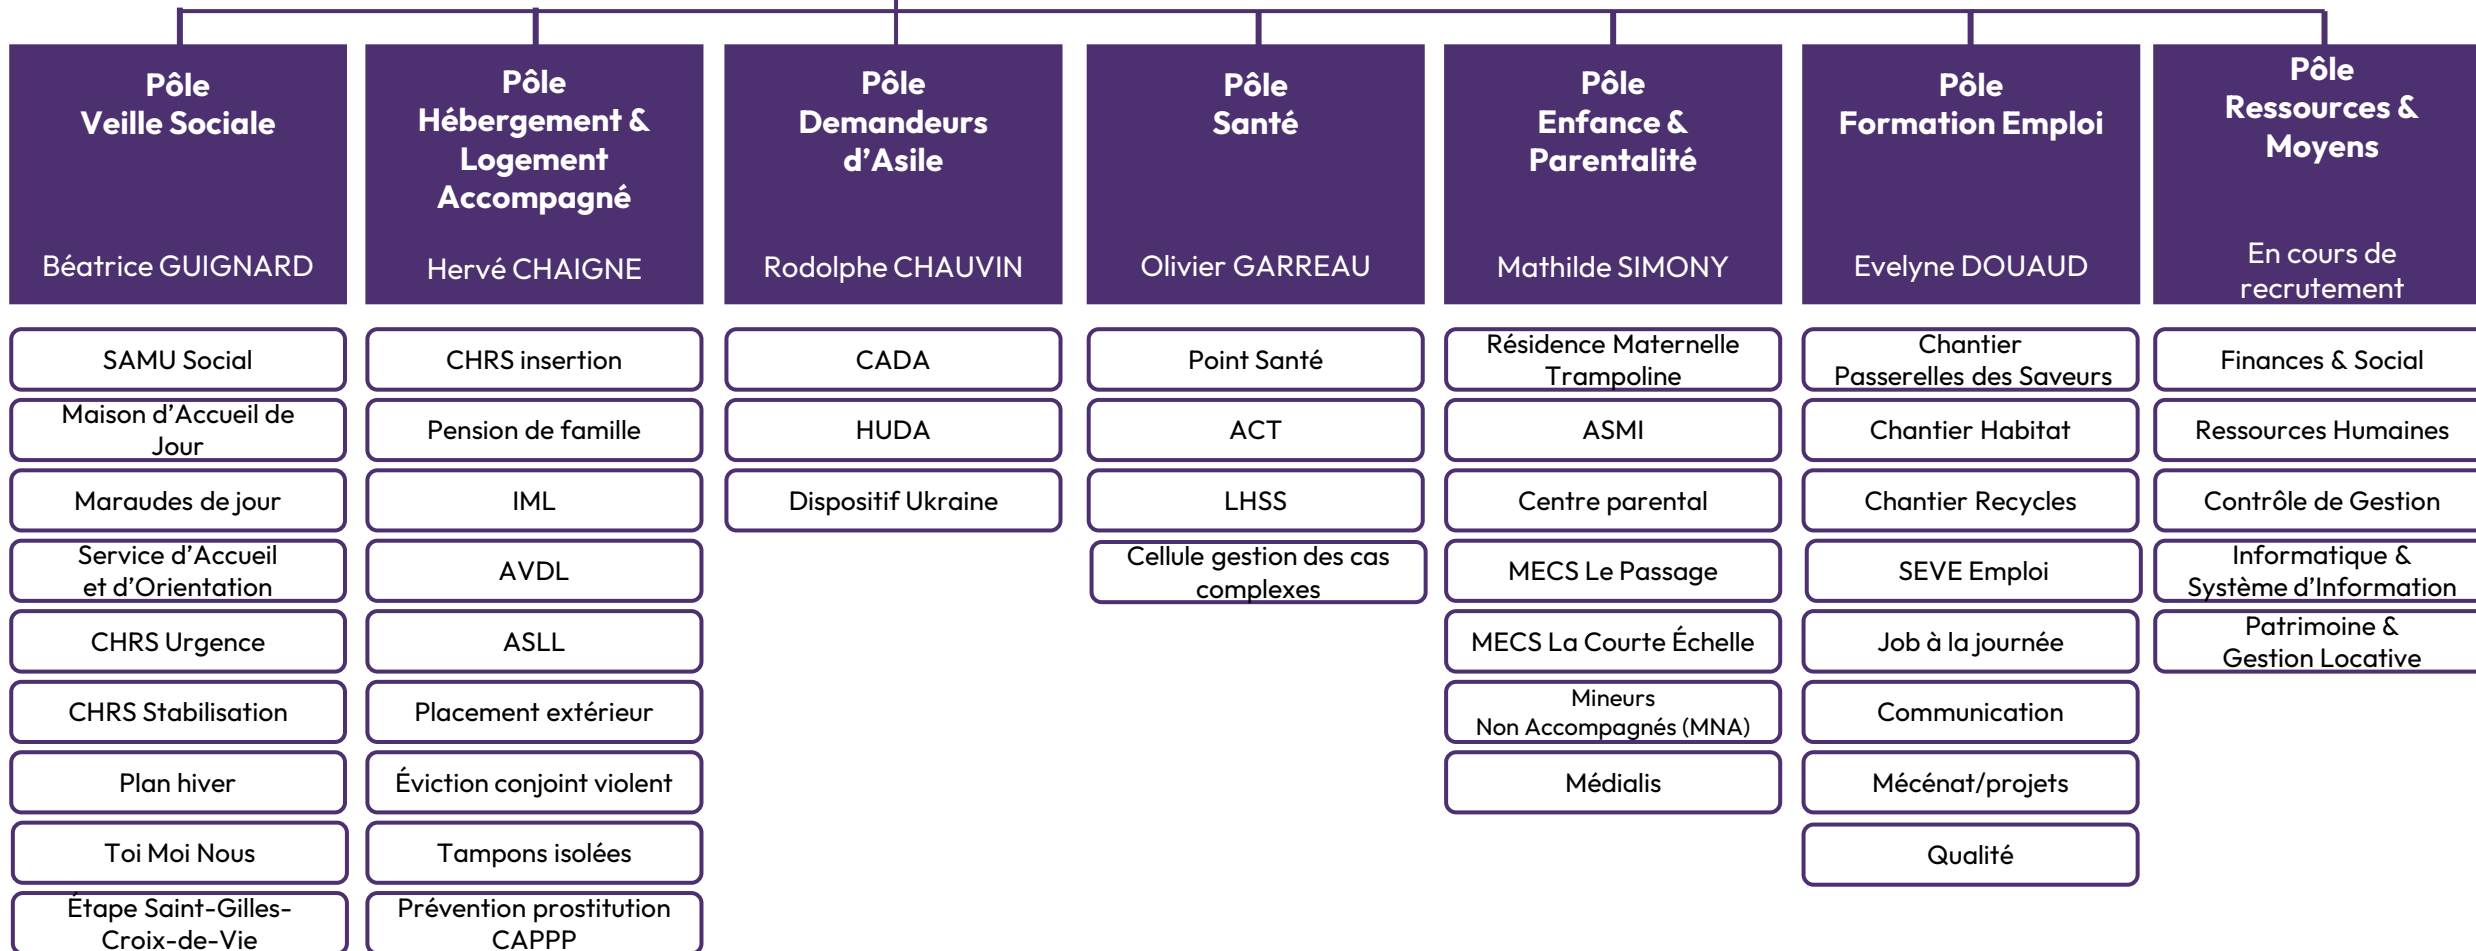 Pôle
Veille Sociale
Béatrice GUIGNARD
SAMU Social
Maison d’Accueil de
Jour
Maraudes de jour
Service d’Accueil
et d’Orientation
CHRS Urgence
CHRS Stabilisation
Plan hiver
Toi Moi Nous
Étape Saint-Gilles-
Croix-de-Vie
Pôle
Hébergement &
Logement
Accompagné
Hervé CHAIGNE
CHRS insertion
Pension de famille
IML
AVDL
ASLL
Placement extérieur
Éviction conjoint violent
Tampons isolées
Prévention prostitution
CAPPP
Pôle
Demandeurs
d’Asile
Rodolphe CHAUVIN
CADA
HUDA
Dispositif Ukraine
Pôle
Santé
Olivier GARREAU
Point Santé
ACT
LHSS
Cellule gestion des cas
complexes
Pôle
Enfance &
Parentalité
Mathilde SIMONY
Résidence Maternelle
Trampoline
ASMI
Centre parental
MECS Le Passage
MECS La Courte Échelle
Mineurs
Non Accompagnés (MNA)
Médialis
Pôle
Formation Emploi
Evelyne DOUAUD
Chantier
Passerelles des Saveurs
Chantier Habitat
Chantier Recycles
SEVE Emploi
Job à la journée
Communication
Mécénat/projets
Qualité
Pôle
Ressources &
Moyens
En cours de
recrutement
Finances & Social
Ressources Humaines
Contrôle de Gestion
Informatique &
Système d’Information
Patrimoine &
Gestion Locative